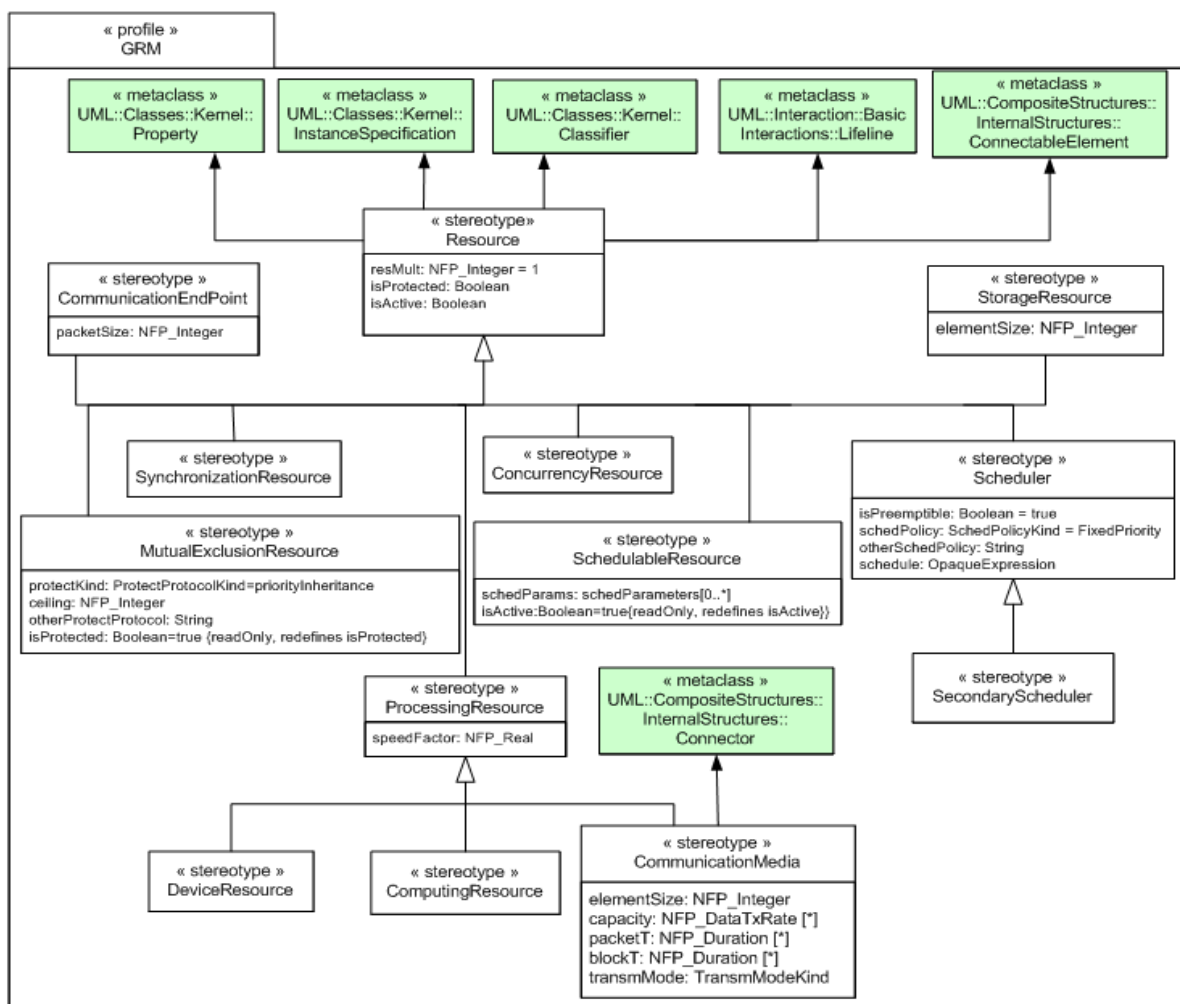 « profile »
GRM
« metaclass »
UML::Classes::Kernel::
Property
« metaclass »
UML::Classes::Kernel::
InstanceSpecification
« metaclass »
UML::Classes::Kernel::
Classifier
« metaclass »
UML::Interaction::Basic
Interactions::Lifeline
« metaclass »
UML::CompositeStructures::
InternalStructures::
ConnectableElement
« stereotype»
Resource
resMult: NFP_Integer = 1
isProtected: Boolean
isActive: Boolean
« stereotype »
CommunicationEndPoint
packetSize: NFP_Integer
« stereotype »
StorageResource
elementSize: NFP_Integer
« stereotype »
SynchronizationResource
« stereotype »
ConcurrencyResource
« stereotype »
Scheduler
isPreemptible: Boolean = true
schedPolicy: SchedPolicyKind = FixedPriority
otherSchedPolicy: String
schedule: OpaqueExpression
« stereotype »
MutualExclusionResource
protectKind: ProtectProtocolKind=priorityInheritance
ceiling: NFP_Integer
otherProtectProtocol: String
isProtected: Boolean=true {readOnly, redefines isProtected}
« stereotype »
SchedulableResource
schedParams: schedParameters[0..*]
isActive:Boolean=true{readOnly, redefines isActive}}
« stereotype »
SecondaryScheduler
« stereotype »
ProcessingResource
speedFactor: NFP_Real
« metaclass »
UML::CompositeStructures::
InternalStructures::
Connector
« stereotype »
DeviceResource
« stereotype »
ComputingResource
« stereotype »
CommunicationMedia
elementSize: NFP_Integer
capacity: NFP_DataTxRate [*]
packetT: NFP_Duration [*]
blockT: NFP_Duration [*]
transmMode: TransmModeKind